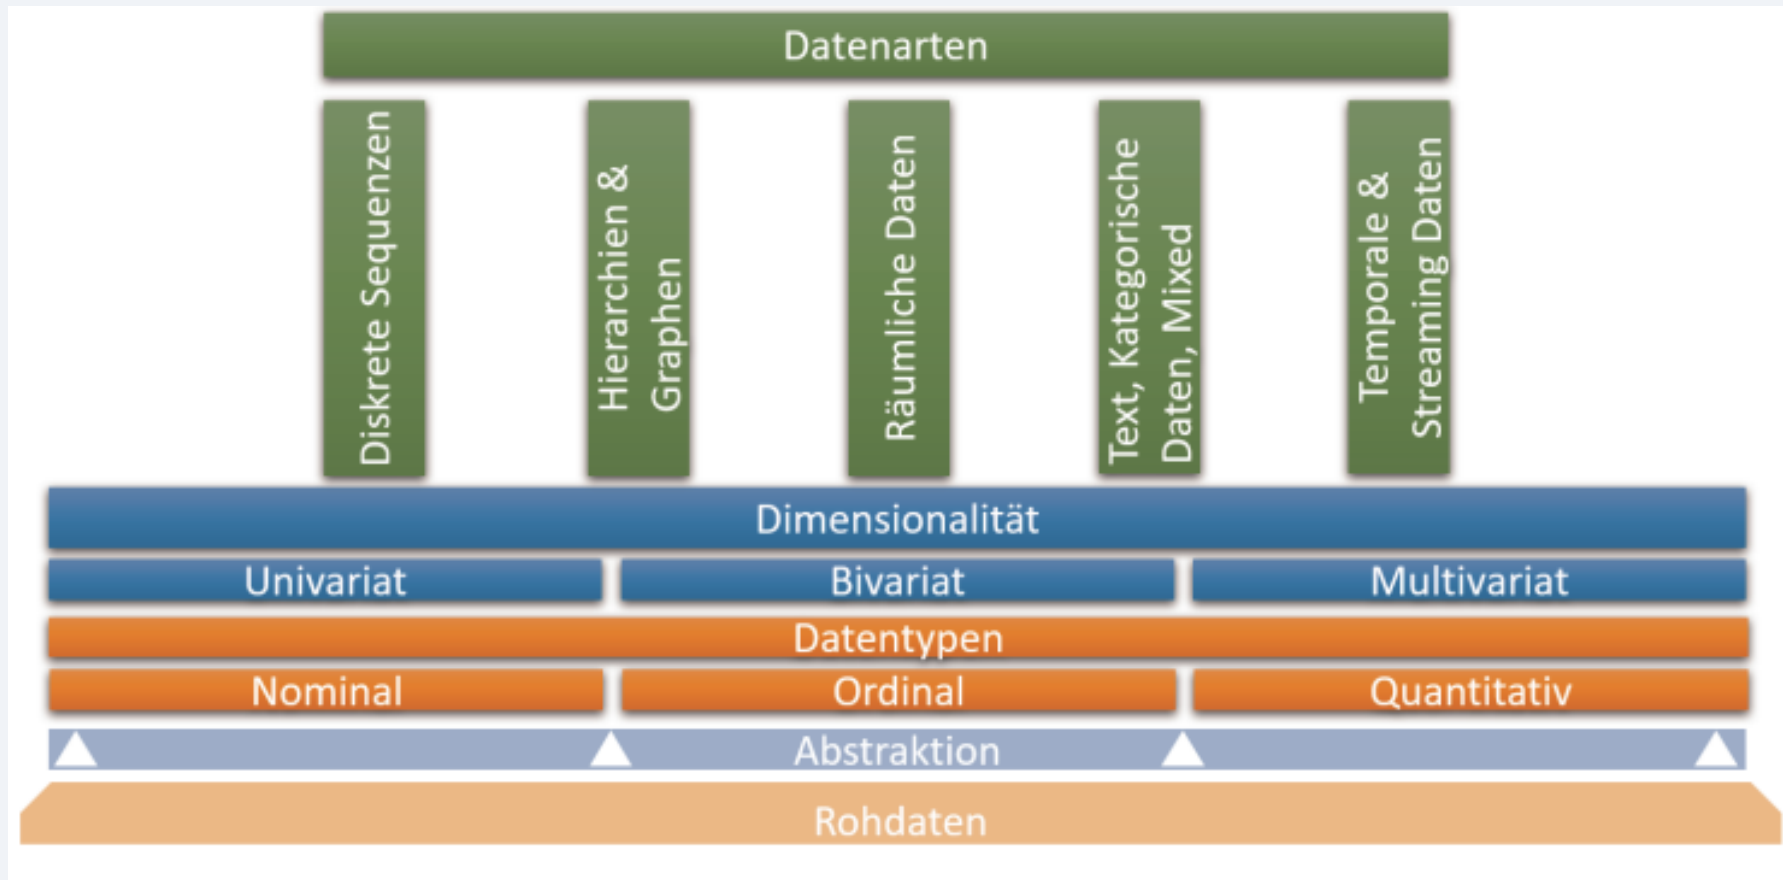 Datenarten
Diskrete Sequenzen
Hierarchien &
Graphen
Räumliche Daten
Text, Kategorische
Daten, Mixed
Temporale &
Streaming Daten
Dimensionalität
Univariat
Bivariat
Multivariat
Datentypen
Nominal
Ordinal
Quantitativ
Abstraktion
Rohdaten